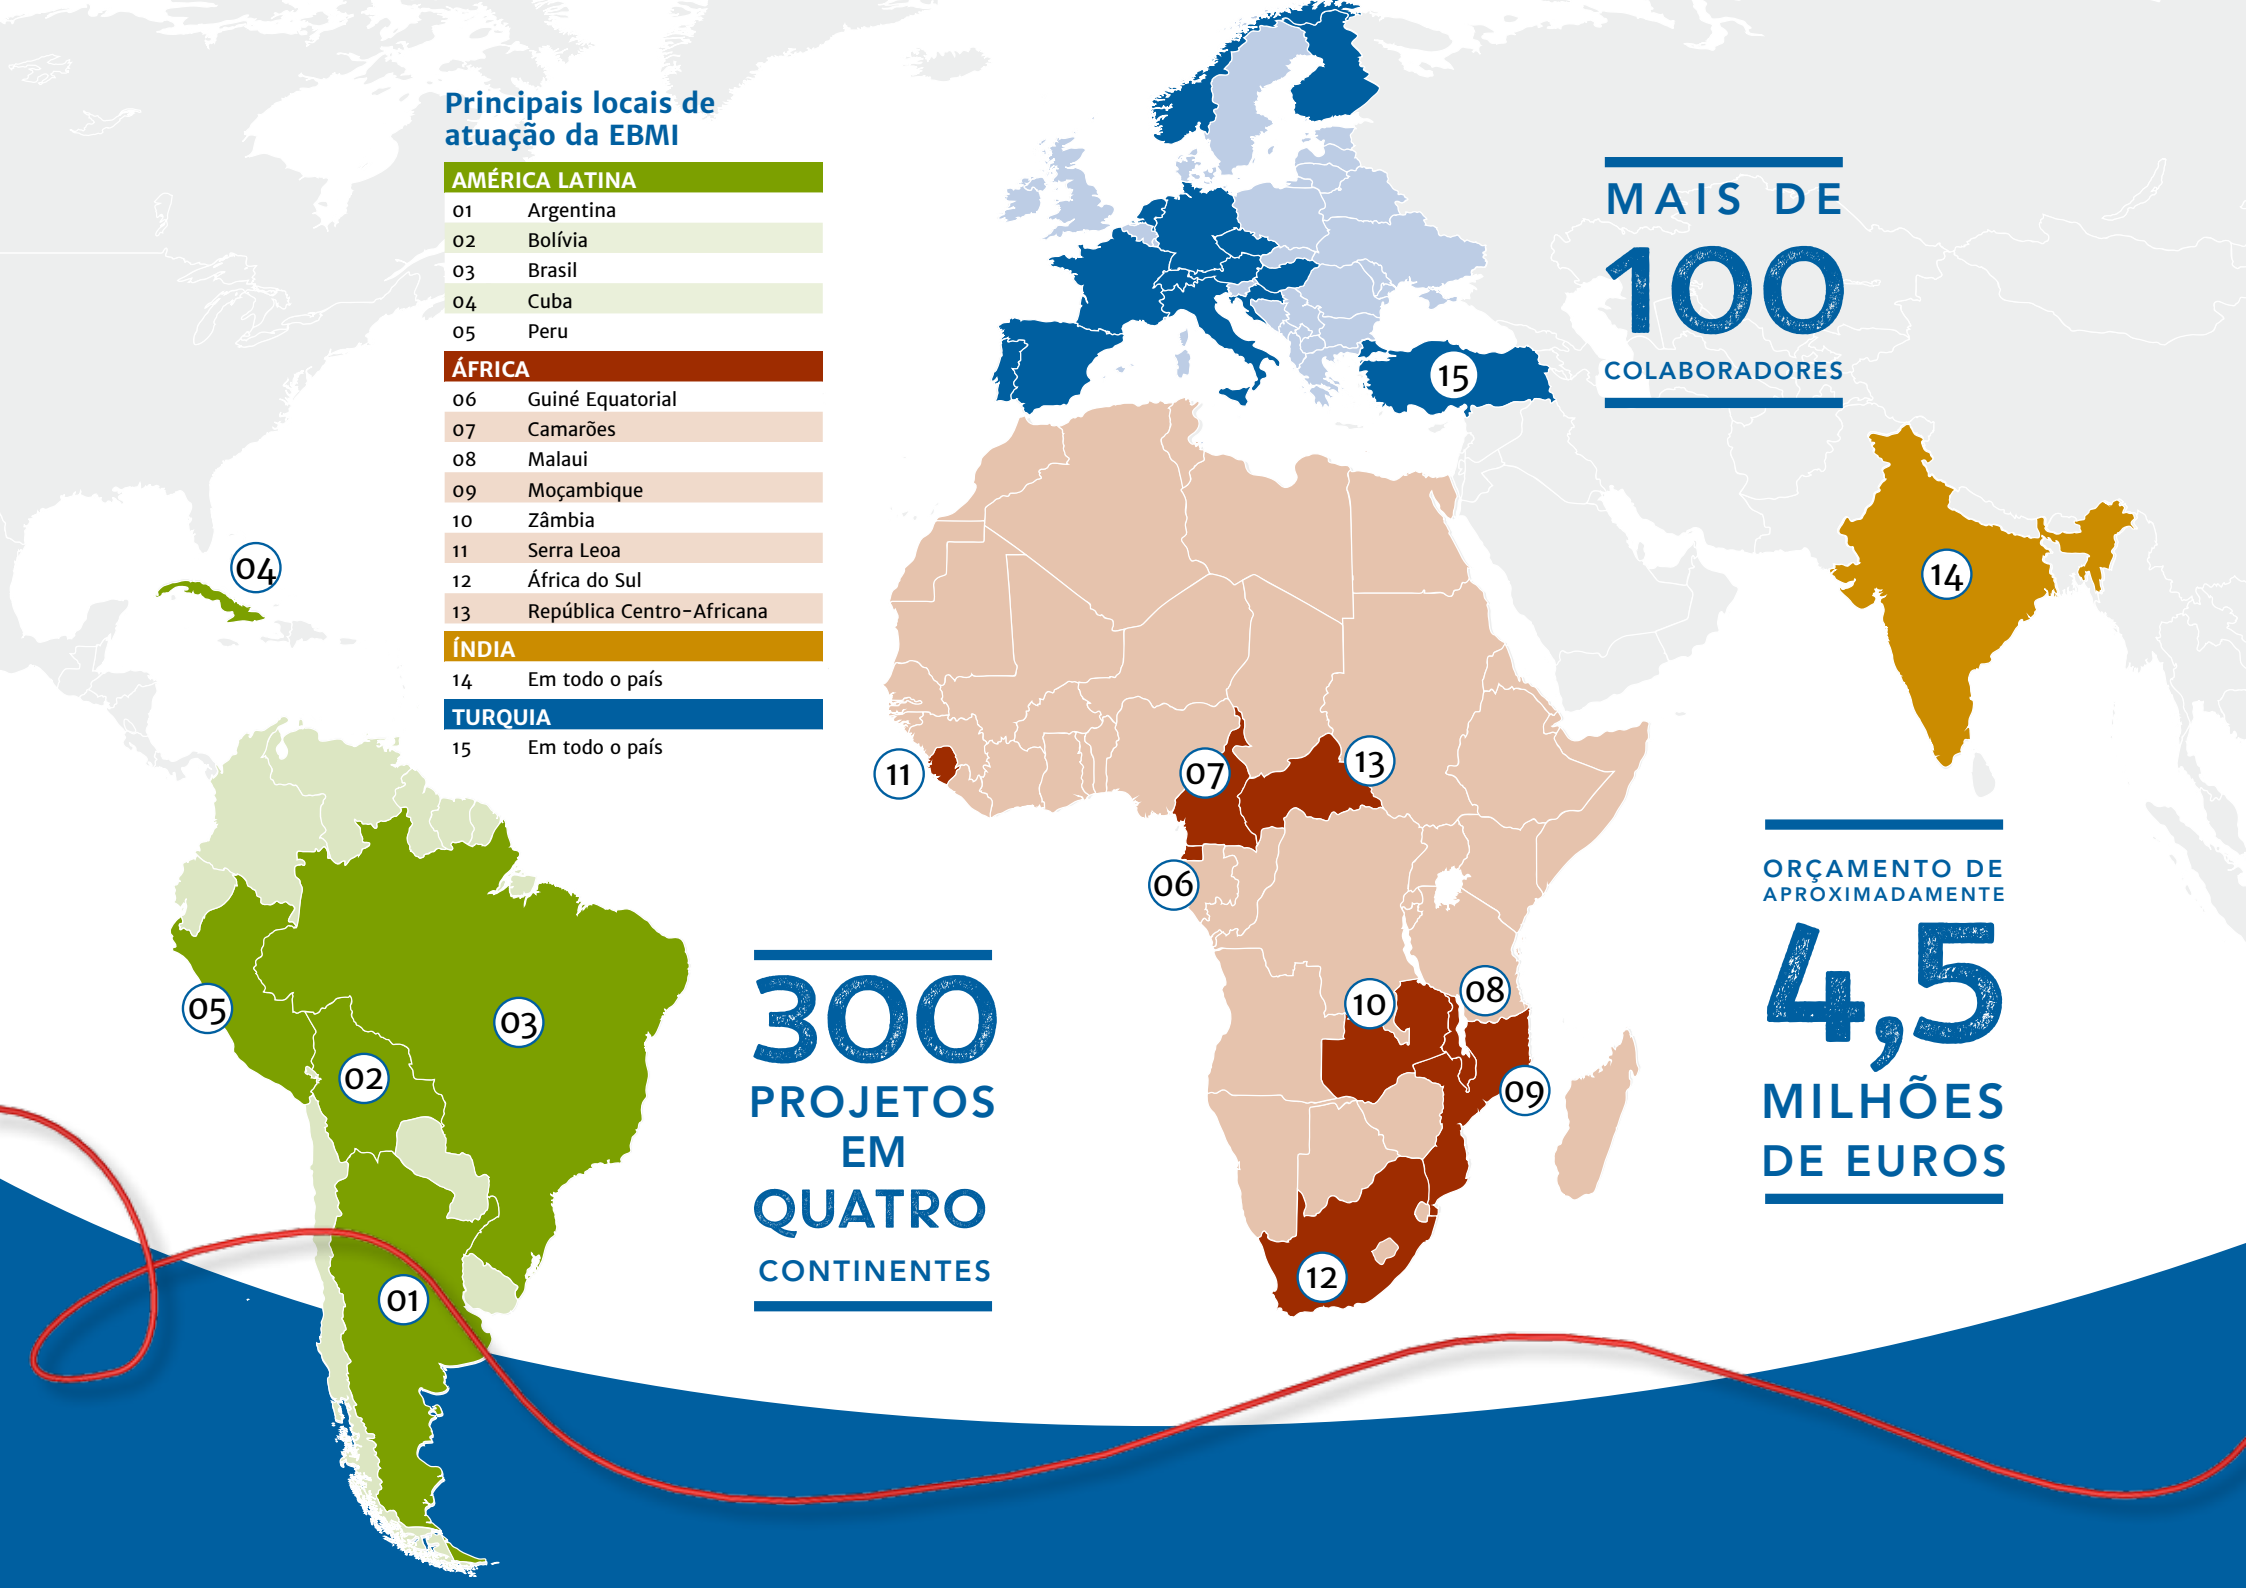 Principais locais de
atuação da EBMI
AMÉRICA LATINA
01 Argentina
02 Bolívia
03 Brasil
04 Cuba
05 Peru
ÁFRICA
06 Guiné Equatorial
07 Camarões
08 Malaui
09 Moçambique
10 Zâmbia
11 Serra Leoa
12 África do Sul
13 República Centro-Africana
ÍNDIA
14 Em todo o país
TURQUIA
15 Em todo o país
MAIS DE
100
COLABORADORES
15
14
04
11
07
13
06
05
03
02
01
10
08
09
12
300
PROJETOS
EM
QUATRO
CONTINENTES
ORÇAMENTO DE
APROXIMADAMENTE
4,5
MILHÕES
DE EUROS